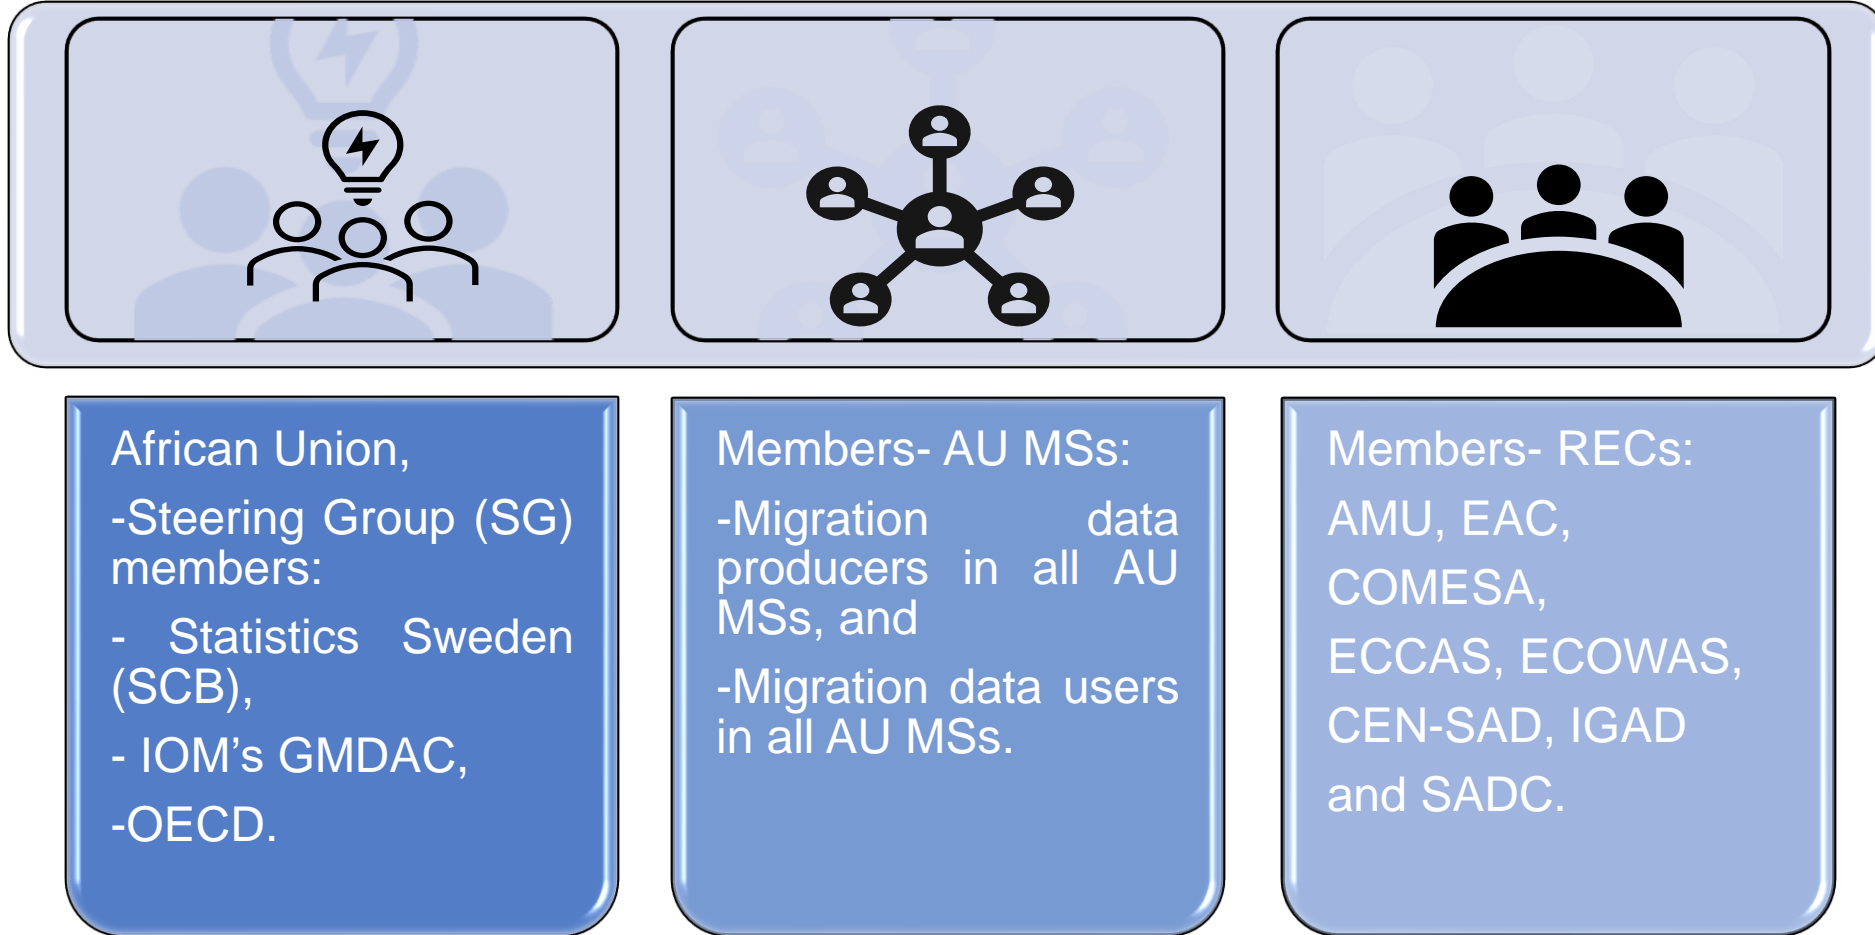 African Union,
-Steering Group (SG)
members:
- Statistics Sweden
(SCB),
- IOM’s GMDAC,
-OECD.
Members- AU MSs:
-Migration data
producers in all AU
MSs, and
-Migration data users
in all AU MSs.
Members- RECs:
AMU, EAC,
COMESA,
ECCAS, ECOWAS,
CEN-SAD, IGAD
and SADC.